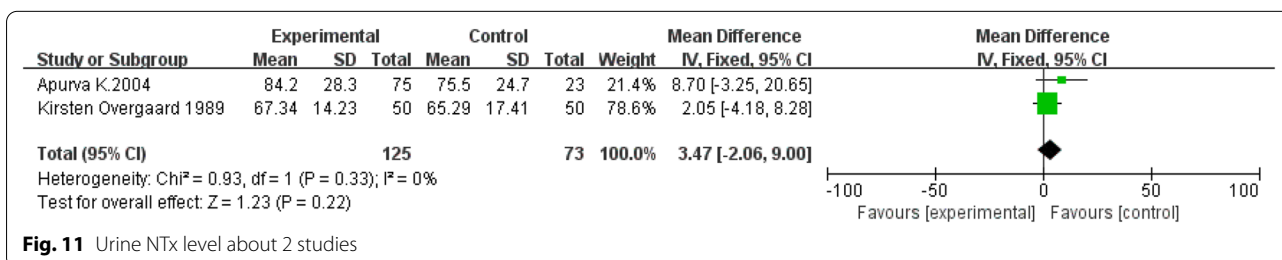 Experimental Control Mean Difference Mean Difference
Study or Subgroup Mean SD Total Mean SD Total Weight IV, Fixed, 95% CI IV, Fixed, 95% CI
Apurva K.2004 84.2 28.3 75 75.5 24.7 23 21.4% 8.70 [-3.25, 20.65]
Kirsten Overgaard 1989 67.34 14.23 50 65.29 17.41 50 78.6% 2.05 [-4.18, 8.28]
Total (95% CI) 125 73 100.0% 3.47 [-2.06, 9.00]
Heterogeneity: Chi² = 0.93, df = 1 (P = 0.33); I² = 0%
Test for overall effect: Z = 1.23 (P = 0.22)
-100 -50 0 50 100
Favours [experimental] Favours [control]
Fig. 11 Urine NTx level about 2 studies